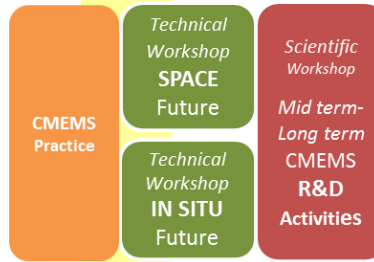 CMEMS
Practice
Technical
Workshop
SPACE
Future
Technical
Workshop
IN SITU
Future
Scientific
Workshop
Mid term-
Long term
CMEMS
R&D
Activities